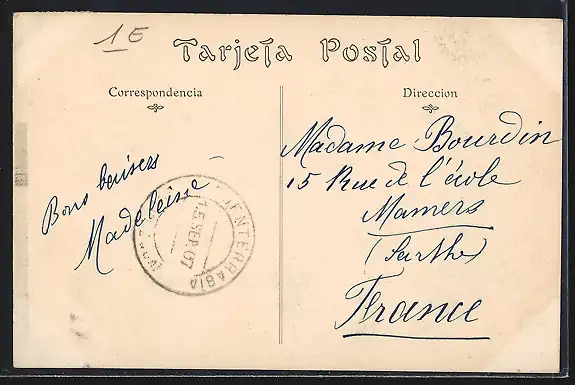 1 E
Tarjeta Postal
Correspondencia
Direccion
Bons baisers
Madeleine
15 SEP. 07
Madame Bourdin
15 Rue de l'école
Mamers
(Sarthe)
France